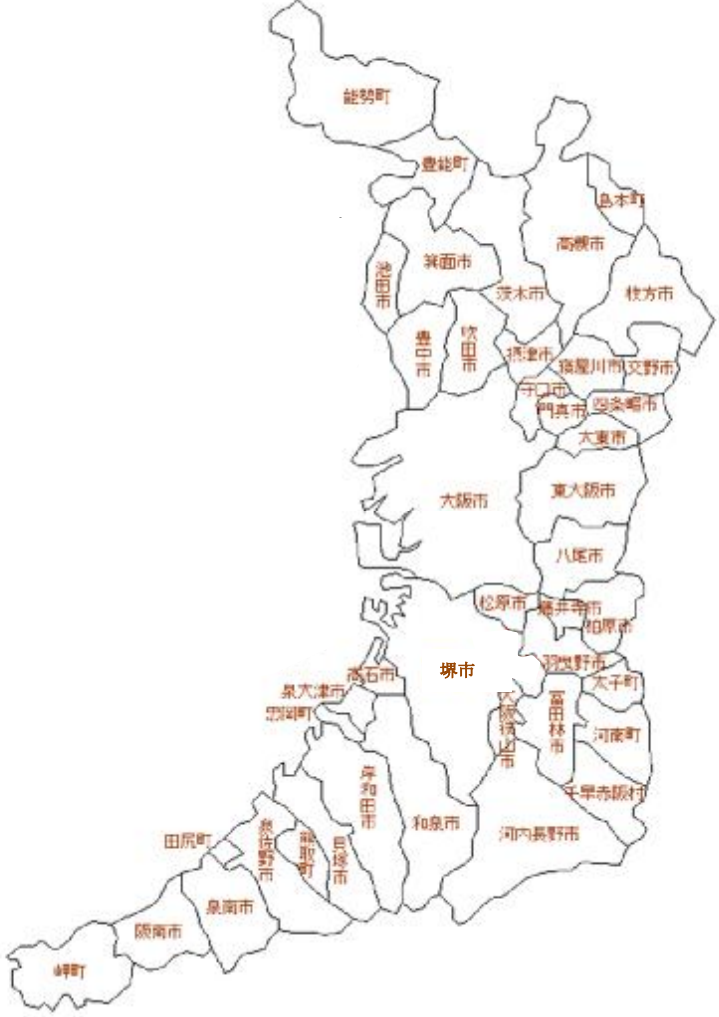 能勢町
豊能町
島本町
高槻市
箕面市
池田市
茨木市
枚方市
豊中市
吹田市
摂津市
寝屋川市
交野市
守口市
門真市
四条畷市
大東市
大阪市
東大阪市
八尾市
松原市
藤井寺市
柏原市
羽曳野市
堺市
高石市
太子町
泉大津市
忠岡町
大阪狭山市
富田林市
河南町
千早赤阪村
岸和田市
和泉市
河内長野市
田尻町
泉佐野市
熊取町
貝塚市
泉南市
阪南市
岬町